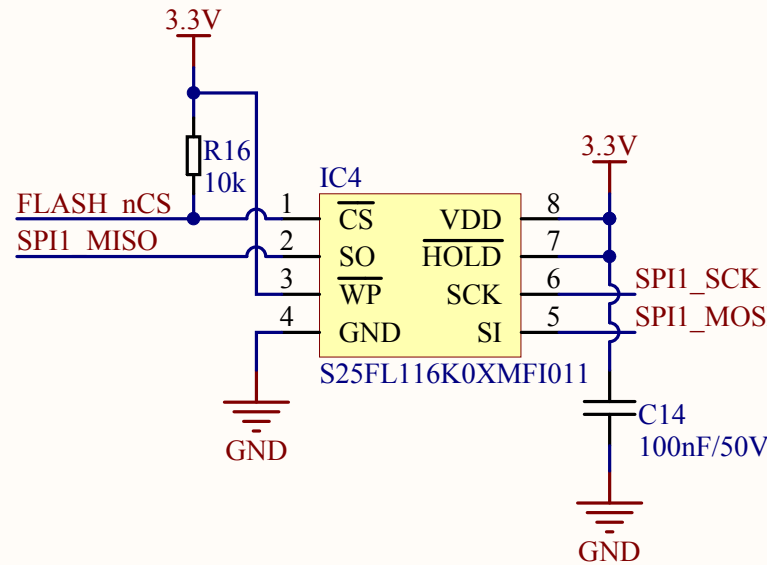 3.3V
R16
10k
3.3V
IC4
FLASH_nCS
1
CS
VDD
8
SPI1_MISO
2
SO
HOLD
7
3
WP
SCK
6
SPI1_SCK
4
GND
SI
5
SPI1_MOS
S25FL116K0XMFI011
GND
C14
100nF/50V
GND